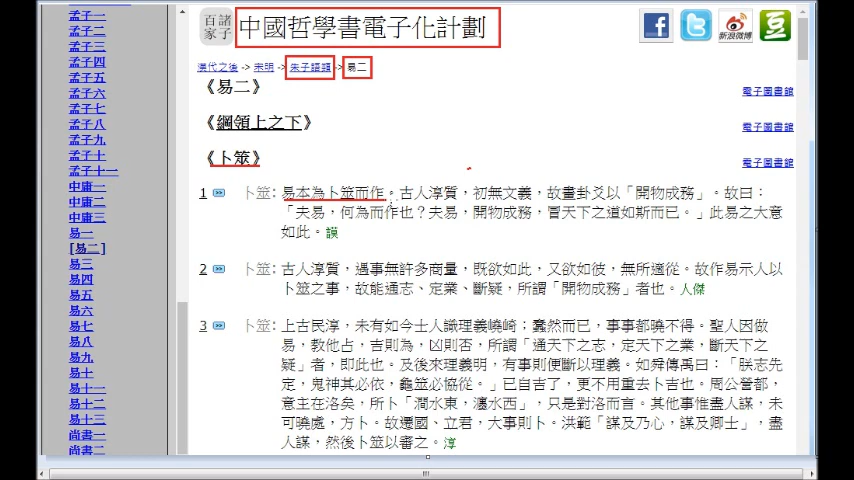 孟子一
孟子二
孟子三
孟子四
孟子五
孟子六
孟子七
孟子八
孟子九
孟子十
孟子十一
中庸一
中庸二
中庸三
易一
[易二]
易三
易四
易五
易六
易七
易八
易九
易十
易十一
易十二
易十三
尚書一
尚書二
諸子百家
中國哲學書電子化計劃
新浪微博
豆
漢代之後 -> 宋明 -> 朱子語類 -> 易二
《易二》
電子圖書館
《綱領上之下》
電子圖書館
《卜筮》
電子圖書館
1 卜筮: 易本為卜筮而作。古人淳質,初無文義,故畫卦爻以「開物成務」。故曰:
「夫易,何為而作也?夫易,開物成務,冒天下之道如斯而已。」此易之大意
如此。謨
2 卜筮: 古人淳質,遇事無許多商量,既欲如此,又欲如彼,無所適從。故作易示人以
卜筮之事,故能通志、定業、斷疑,所謂「開物成務」者也。人傑
3 卜筮: 上古民淳,未有如今士人識理義嶢崎;蠢然而已,事事都曉不得。聖人因做
易,教他占,吉則為,凶則否,所謂「通天下之志,定天下之業,斷天下之
疑」者,即此也。及後來理義明,有事則便斷以理義。如舜傳禹曰:「朕志先
定,鬼神其必依,龜筮必協從。」已自吉了,更不用重去卜吉也。周公營都,
意主在洛矣,所卜「澗水東,瀍水西」,只是對洛而言。其他事惟盡人謀,未
可曉處,方卜。故遷國、立君,大事則卜。洪範「謀及乃心,謀及卿士」,盡
人謀,然後卜筮以審之。淳